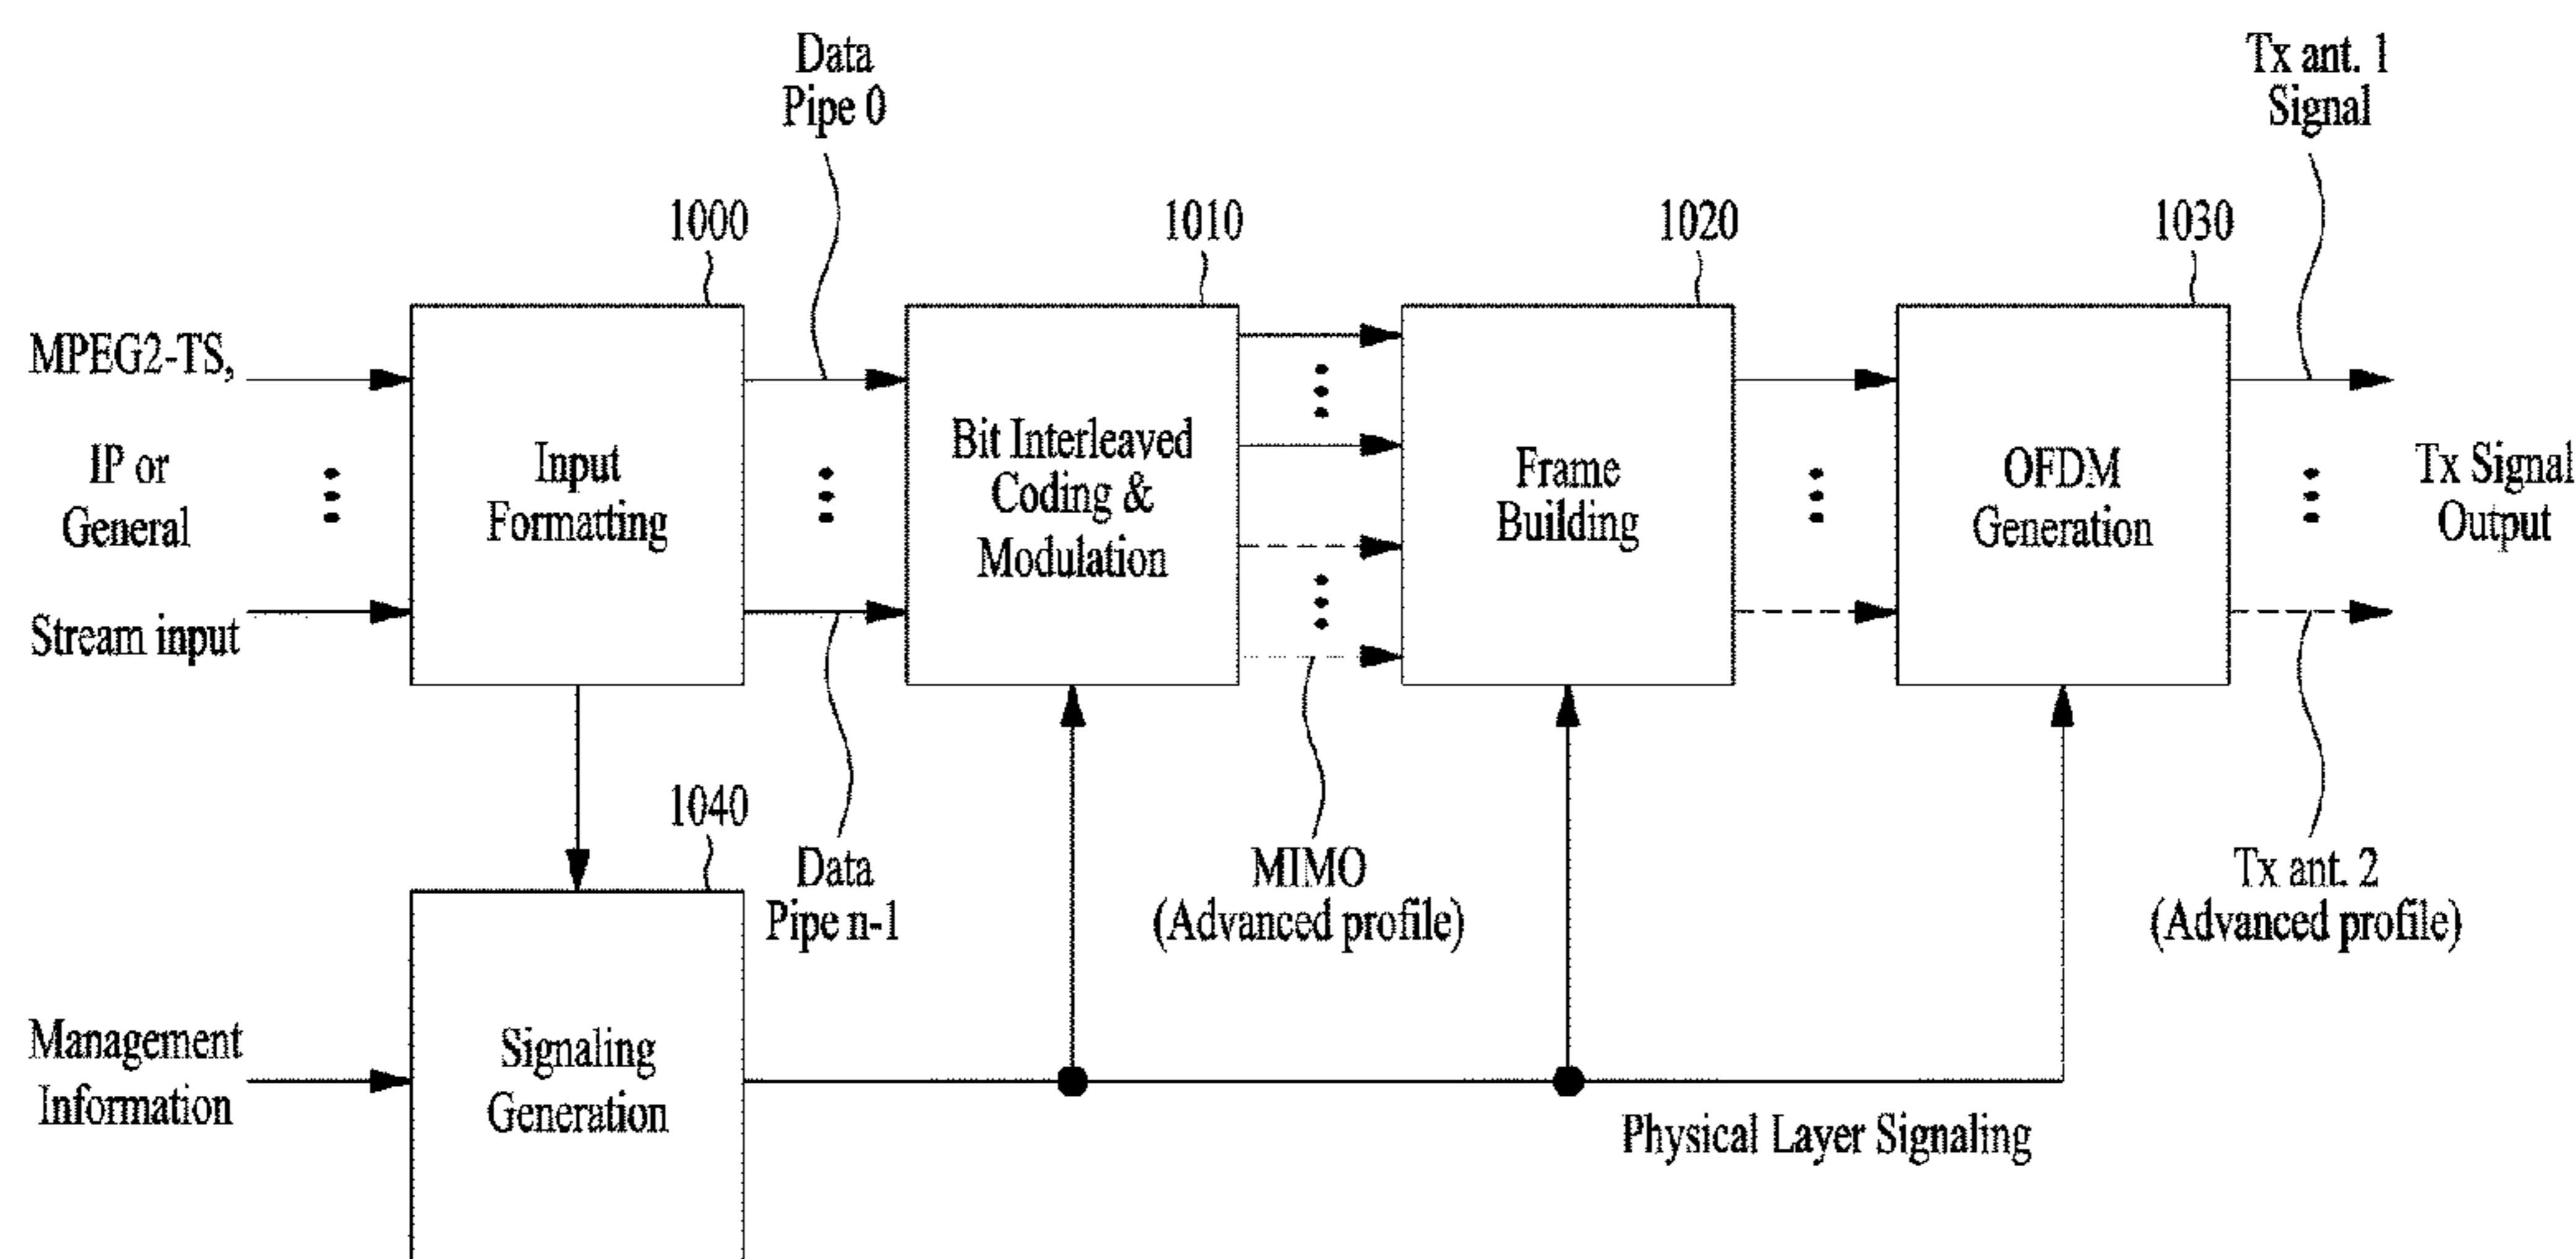 Data
Pipe 0
Tx ant. 1
Signal
1000
1010
1020
1030
MPEG2-TS,
IP or
General
Stream input
Input
Formatting
Bit Interleaved
Coding &
Modulation
Frame
Building
OFDM
Generation
Tx Signal
Output
1040
Data
Pipe n-1
MIMO
(Advanced profile)
Tx ant. 2
(Advanced profile)
Management
Information
Signaling
Generation
Physical Layer Signaling